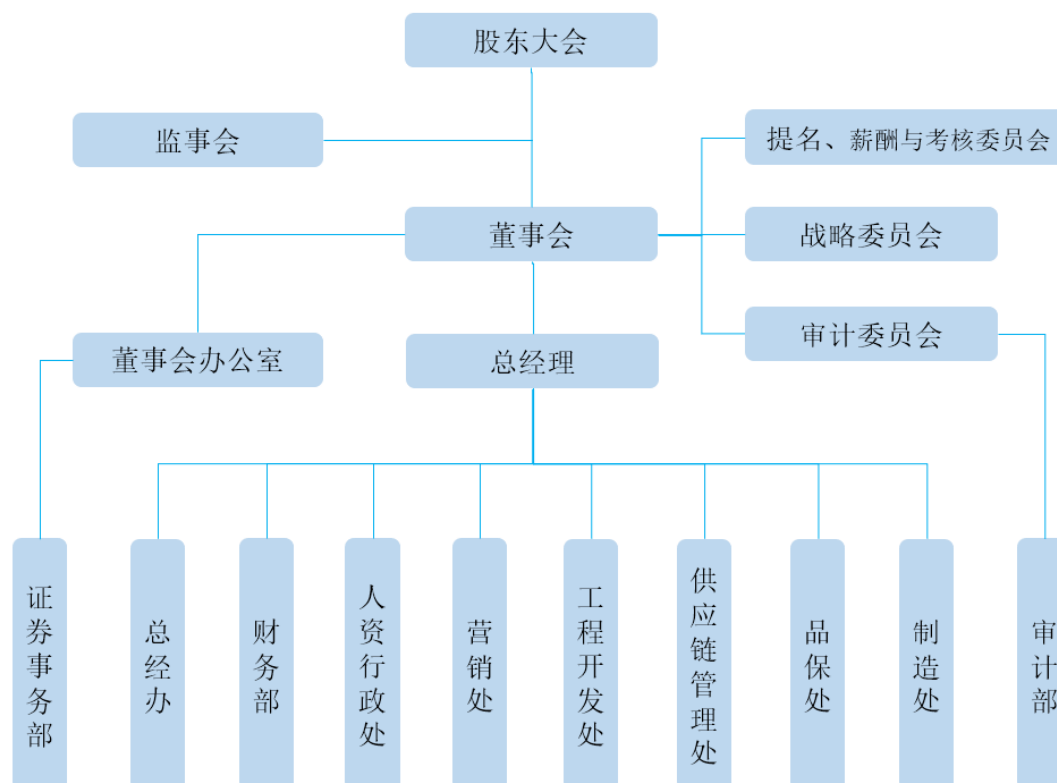 股东大会
监事会
提名、薪酬与考核委员会
董事会
战略委员会
审计委员会
董事会办公室
总经理
证券事务部
总经办
财务部
人资行政处
营销处
工程开发处
供应链管理处
品保处
制造处
审计部